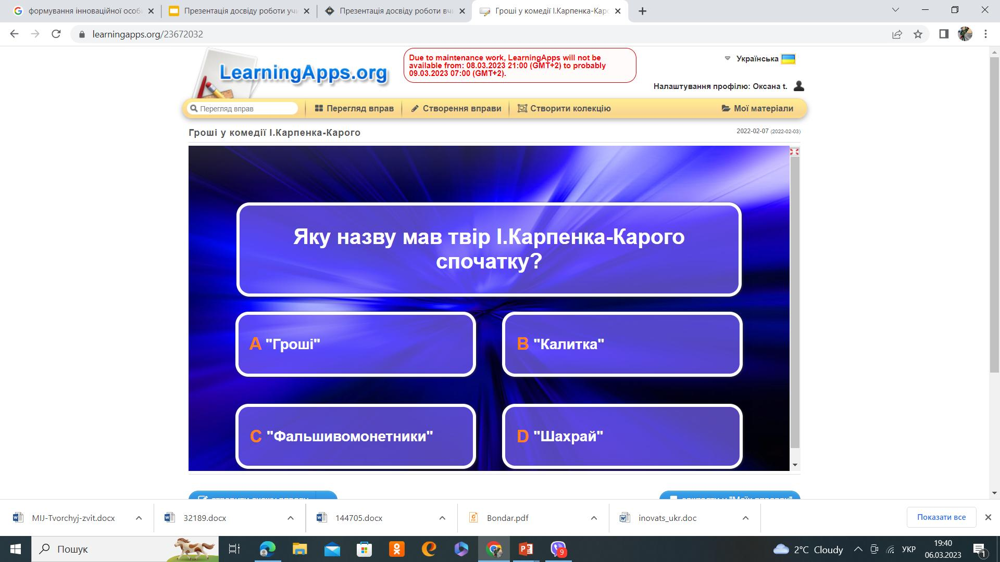 формування інноваційної особи
Презентація досвіду роботи учи
Презентація досвіду роботи вчи
Гроші у комедії І.Карпенка-Каро
learningapps.org/23672032
LearningApps.org
Due to maintenance work, LearningApps will not be
available from: 08.03.2023 21:00 (GMT+2) to probably
09.03.2023 07:00 (GMT+2).
Українська
Налаштування профілю: Оксана t.
Перегляд вправ
Перегляд вправ
Створення вправи
Створити колекцію
Мої матеріали
Гроші у комедії І.Карпенка-Карого
2022-02-07 (2022-02-03)
Яку назву мав твір І.Карпенка-Карого
спочатку?
A "Гроші"
B "Калитка"
C "Фальшивомонетники"
D "Шахрай"
MIJ-Tvorchyj-zvit.docx
32189.docx
144705.docx
Bondar.pdf
inovats_ukr.doc
Показати все
Пошук
9
2°C Cloudy
УКР
19:40
06.03.2023
1